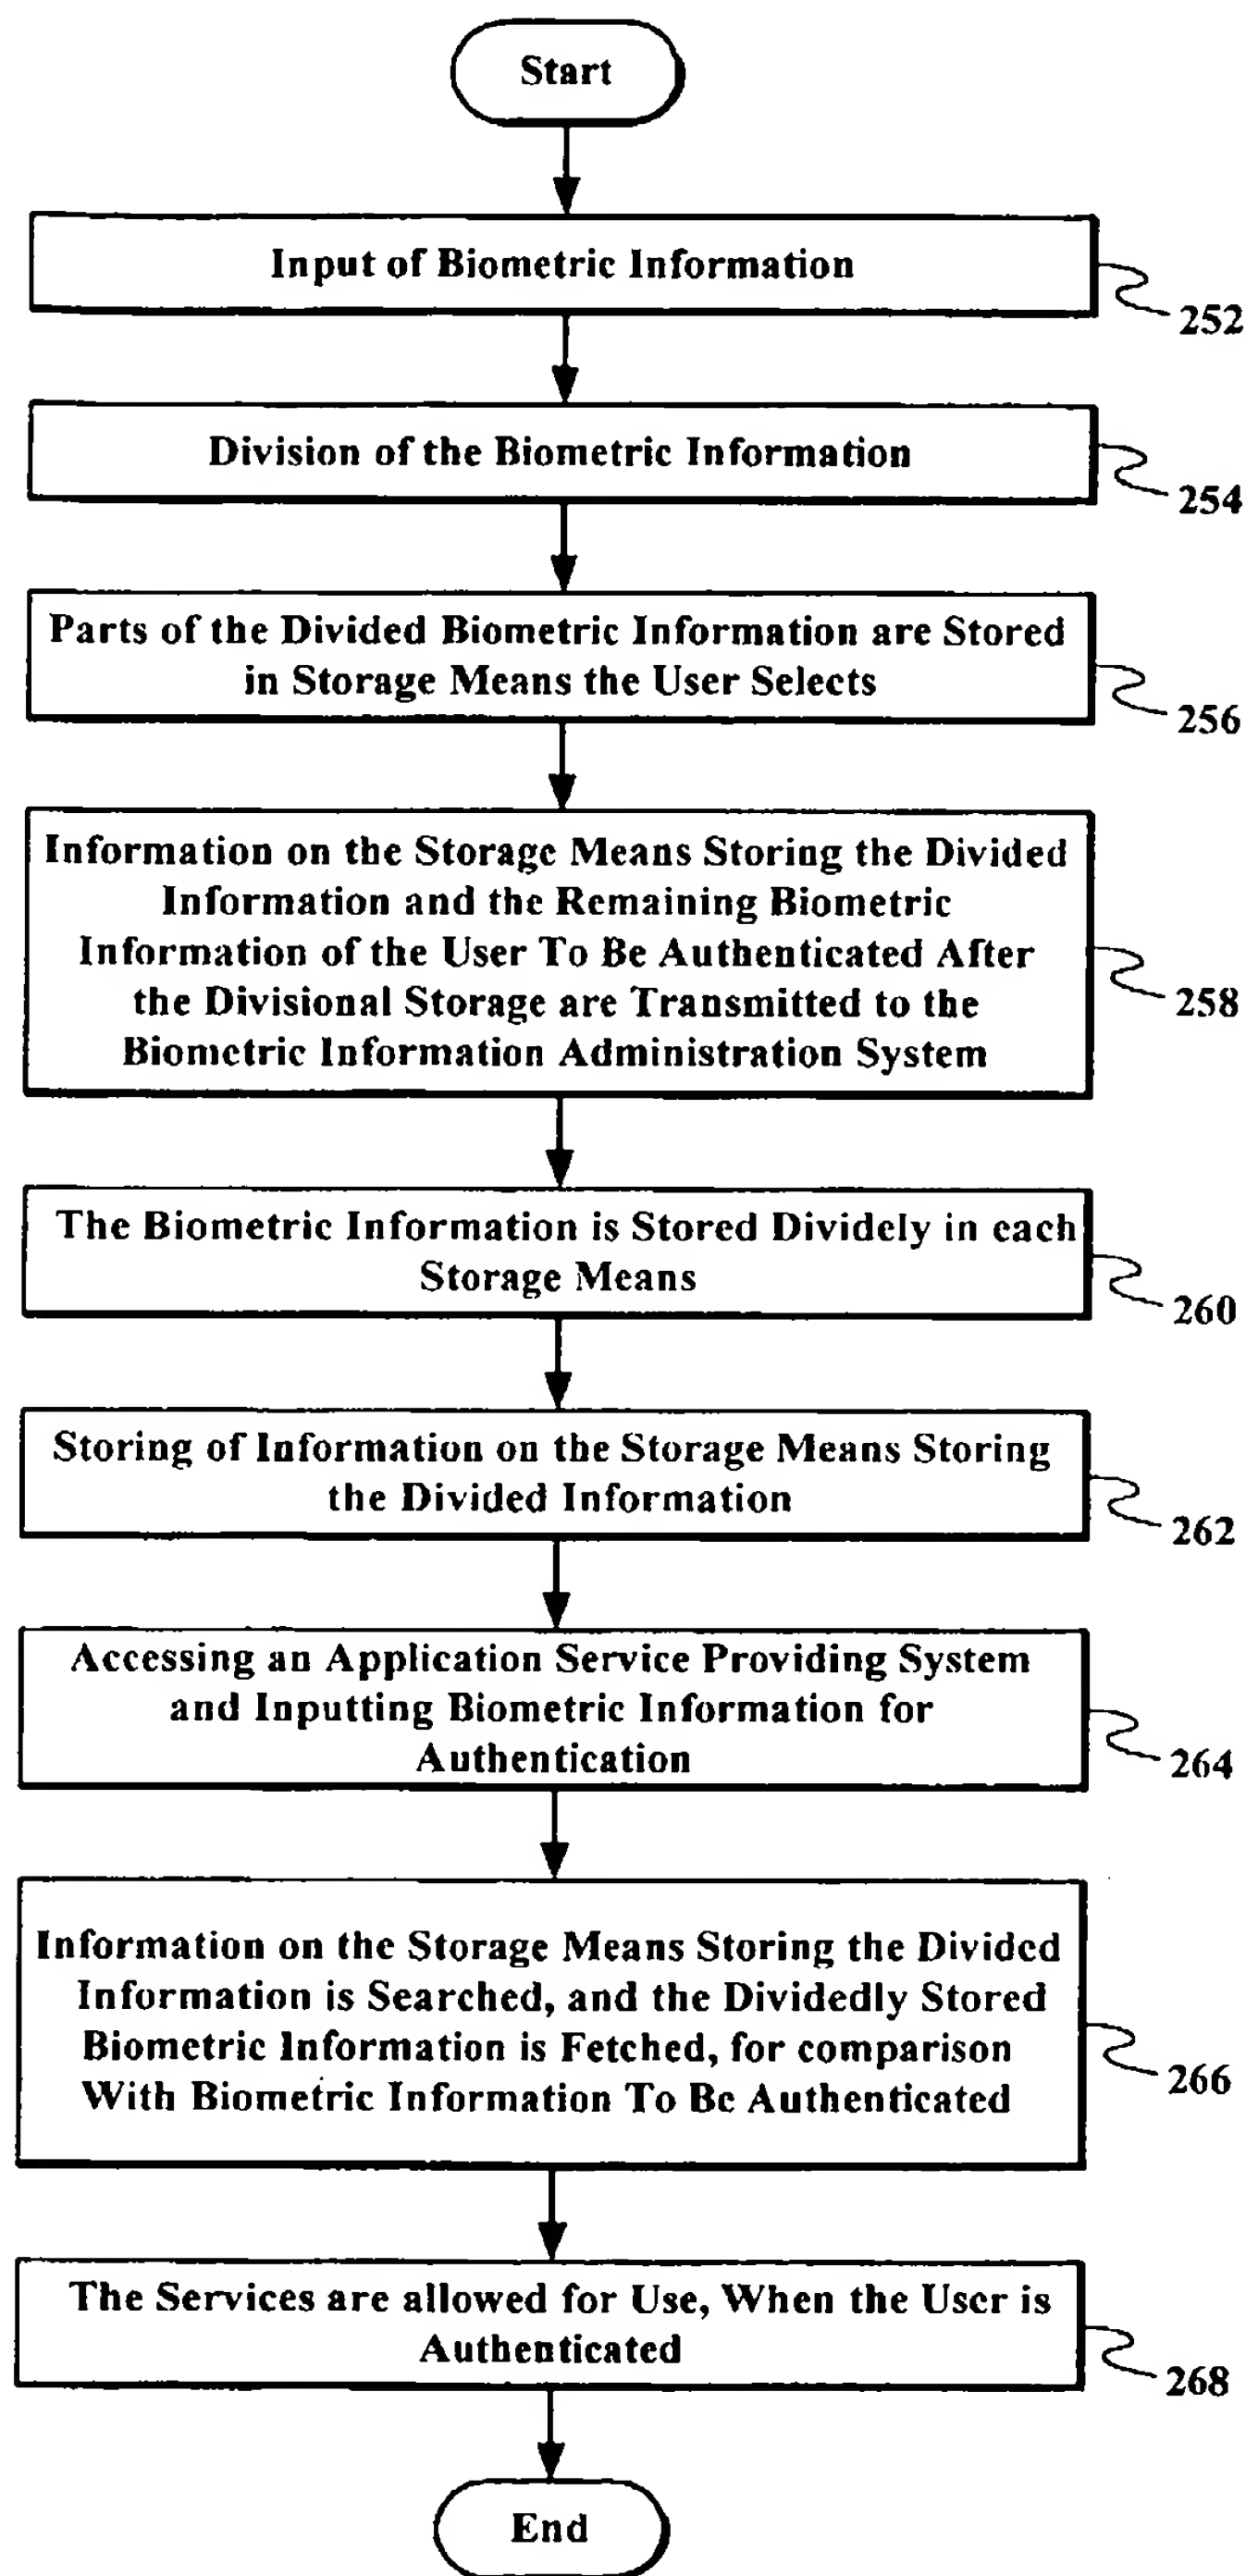 Start
Input of Biometric Information
252
Division of the Biometric Information
254
Parts of the Divided Biometric Information are Stored
in Storage Means the User Selects
256
Information on the Storage Means Storing the Divided
Information and the Remaining Biometric
Information of the User To Be Authenticated After
the Divisional Storage are Transmitted to the
Biometric Information Administration System
258
The Biometric Information is Stored Dividely in each
Storage Means
260
Storing of Information on the Storage Means Storing
the Divided Information
262
Accessing an Application Service Providing System
and Inputting Biometric Information for
Authentication
264
Information on the Storage Means Storing the Divided
Information is Searched, and the Dividedly Stored
Biometric Information is Fetched, for comparison
With Biometric Information To Be Authenticated
266
The Services are allowed for Use, When the User is
Authenticated
268
End